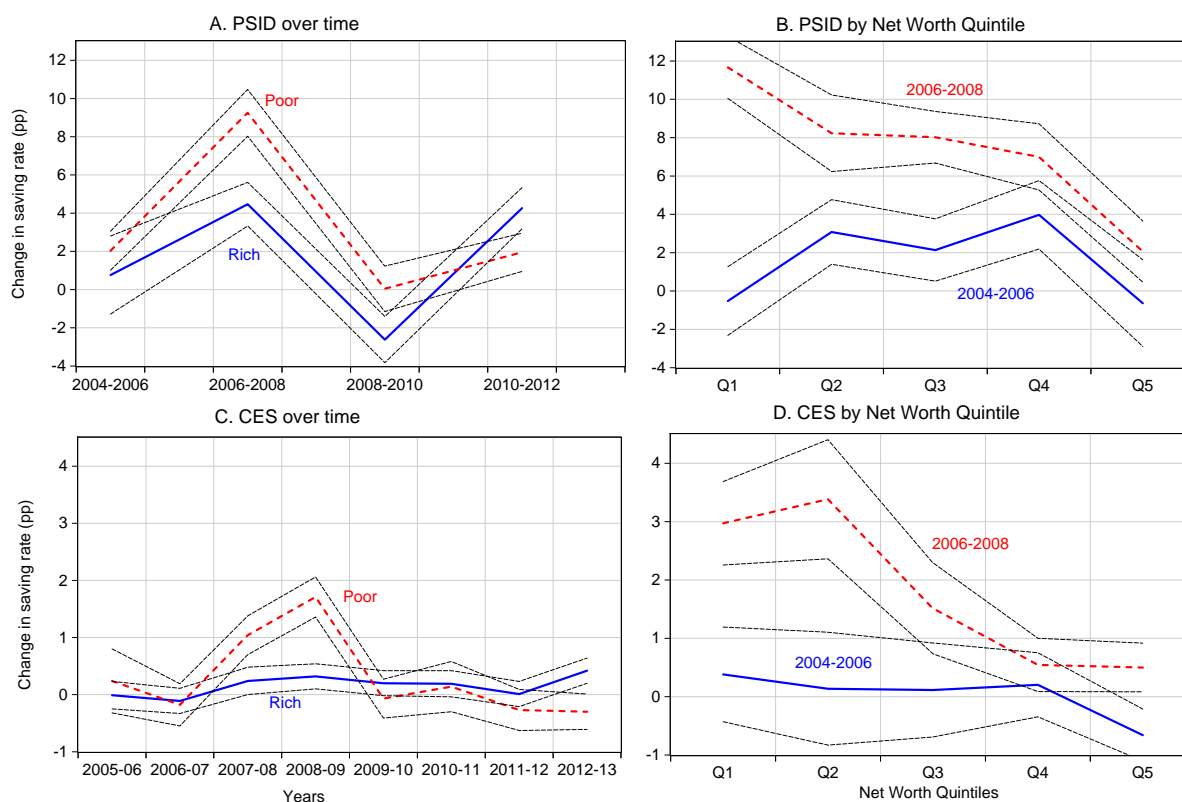 A. PSID over time
Change in saving rate (pp)
12
10
8
6
4
2
0
-2
-4
Poor
Rich
2004-2006
2006-2008
2008-2010
2010-2012
B. PSID by Net Worth Quintile
12
10
8
6
4
2
0
-2
-4
2006-2008
2004-2006
Q1
Q2
Q3
Q4
Q5
C. CES over time
Change in saving rate (pp)
4
3
2
1
0
-1
Poor
Rich
2005-06
2006-07
2007-08
2008-09
2009-10
2010-11
2011-12
2012-13
Years
D. CES by Net Worth Quintile
4
3
2
1
0
-1
2006-2008
2004-2006
Q1
Q2
Q3
Q4
Q5
Net Worth Quintiles